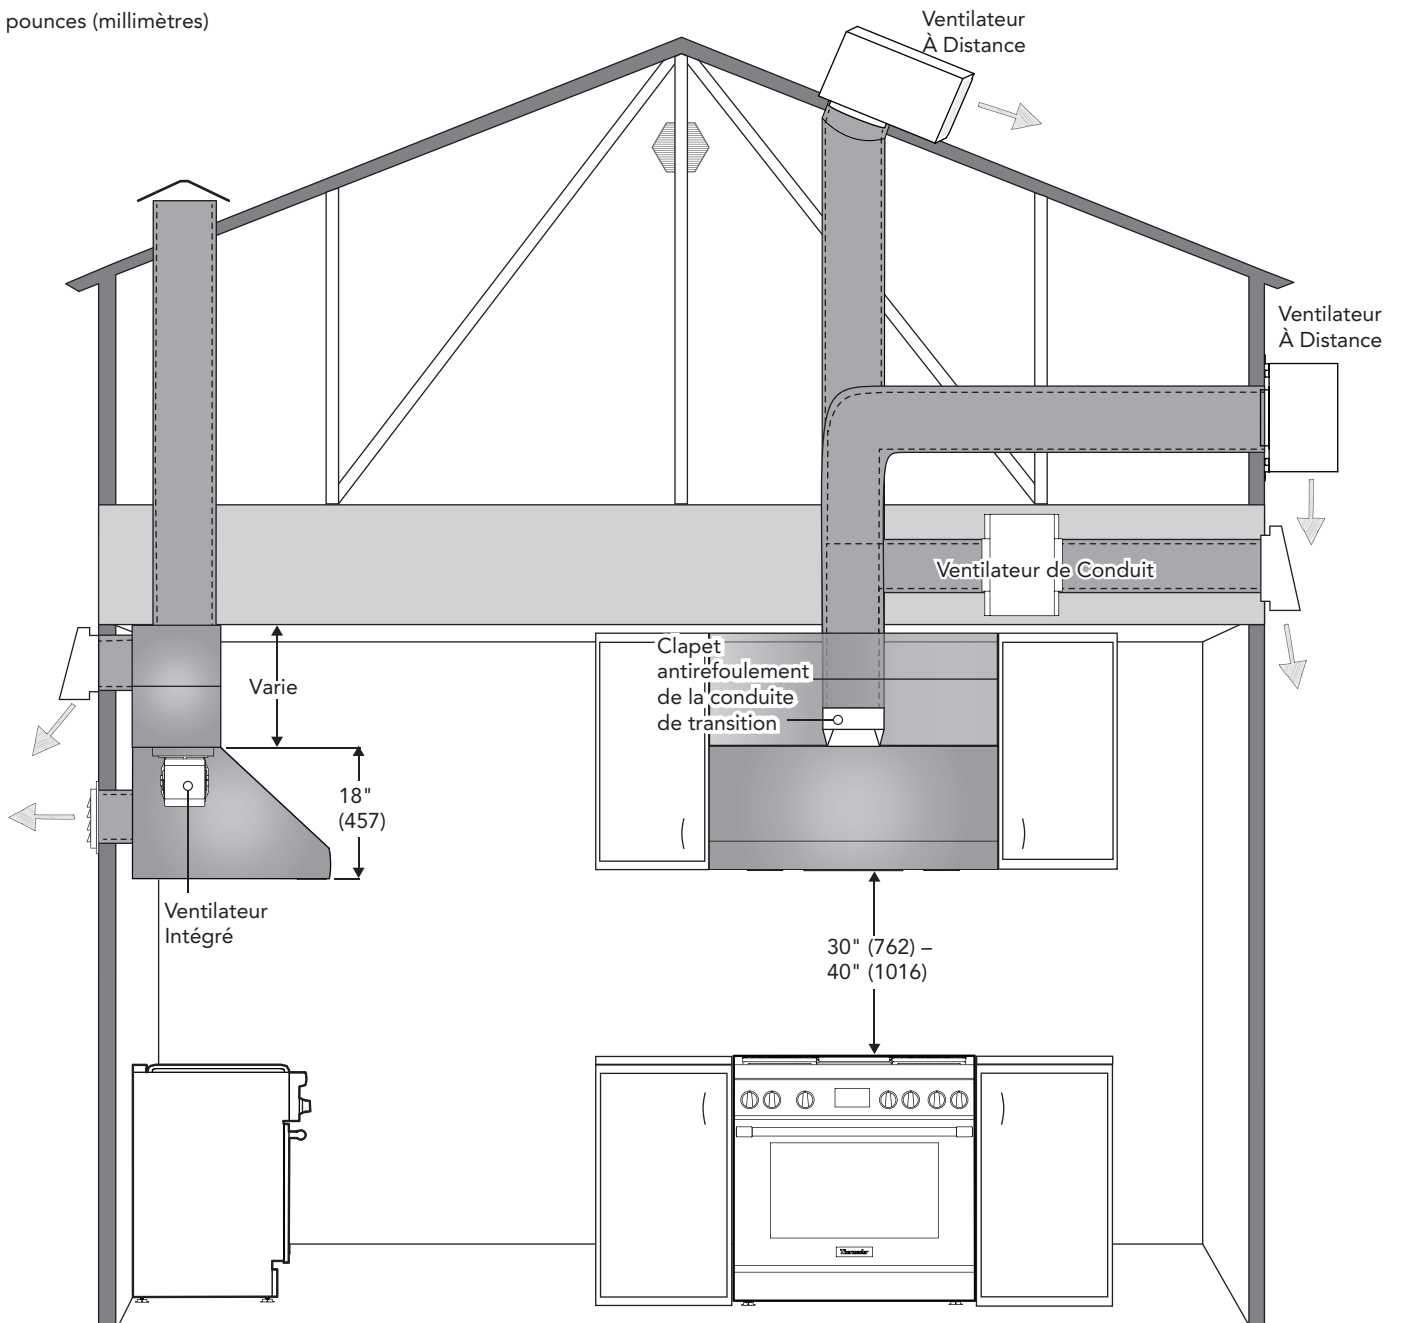 pounces (millimètres)
Ventilateur
À Distance
Ventilateur
À Distance
Ventilateur de Conduit
Clapet
antirefoulement
de la conduite
de transition
Varie
18"
(457)
Ventilateur
Intégré
30" (762) –
40" (1016)
Thermador